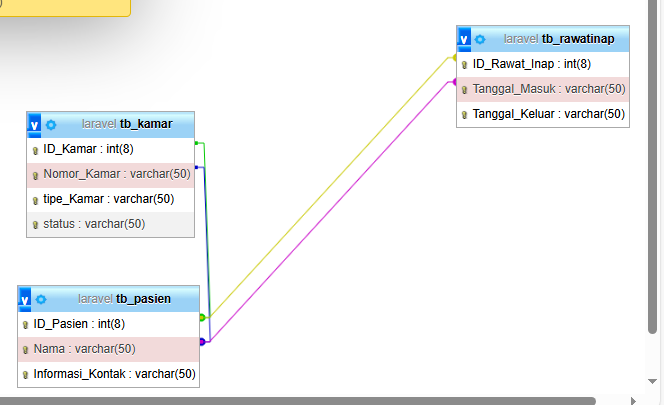 )
v laravel tb_rawatinap
ID_Rawat_Inap : int(8)
Tanggal_Masuk : varchar(50)
Tanggal_Keluar : varchar(50)
v laravel tb_kamar
ID_Kamar : int(8)
Nomor_Kamar : varchar(50)
tipe_Kamar : varchar(50)
status : varchar(50)
v laravel tb_pasien
ID_Pasien : int(8)
Nama : varchar(50)
Informasi_Kontak : varchar(50)